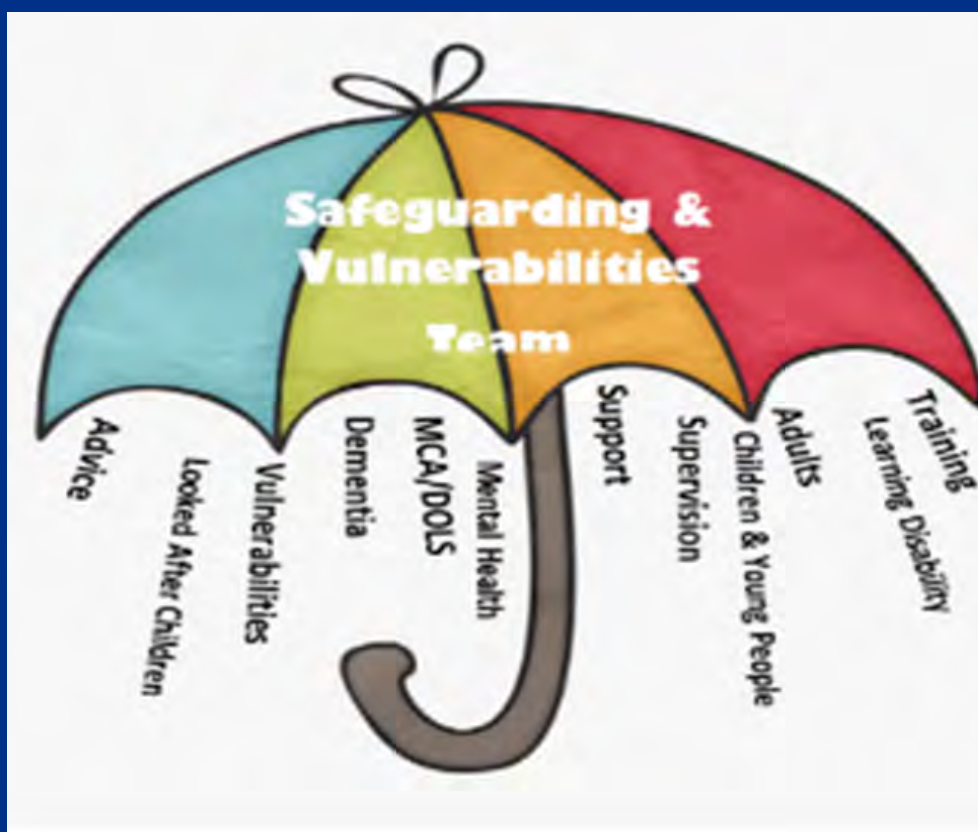 Safeguarding &
Vulnerabilities
Team
Advice
Looked After Children
Vulnerabilities
Dementia
MCA/DOLS
Mental Health
Support
Supervision
Children & Young People
Adults
Learning Disability
Training